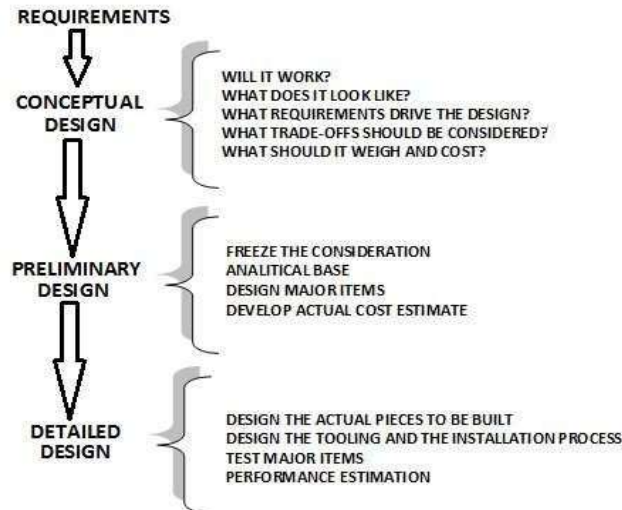 REQUIREMENTS
CONCEPTUAL
DESIGN
WILL IT WORK?
WHAT DOES IT LOOK LIKE?
WHAT REQUIREMENTS DRIVE THE DESIGN?
WHAT TRADE-OFFS SHOULD BE CONSIDERED?
WHAT SHOULD IT WEIGH AND COST?
PRELIMINARY
DESIGN
FREEZE THE CONSIDERATION
ANALITICAL BASE
DESIGN MAJOR ITEMS
DEVELOP ACTUAL COST ESTIMATE
DETAILED
DESIGN
DESIGN THE ACTUAL PIECES TO BE BUILT
DESIGN THE TOOLING AND THE INSTALLATION PROCESS
TEST MAJOR ITEMS
PERFORMANCE ESTIMATION